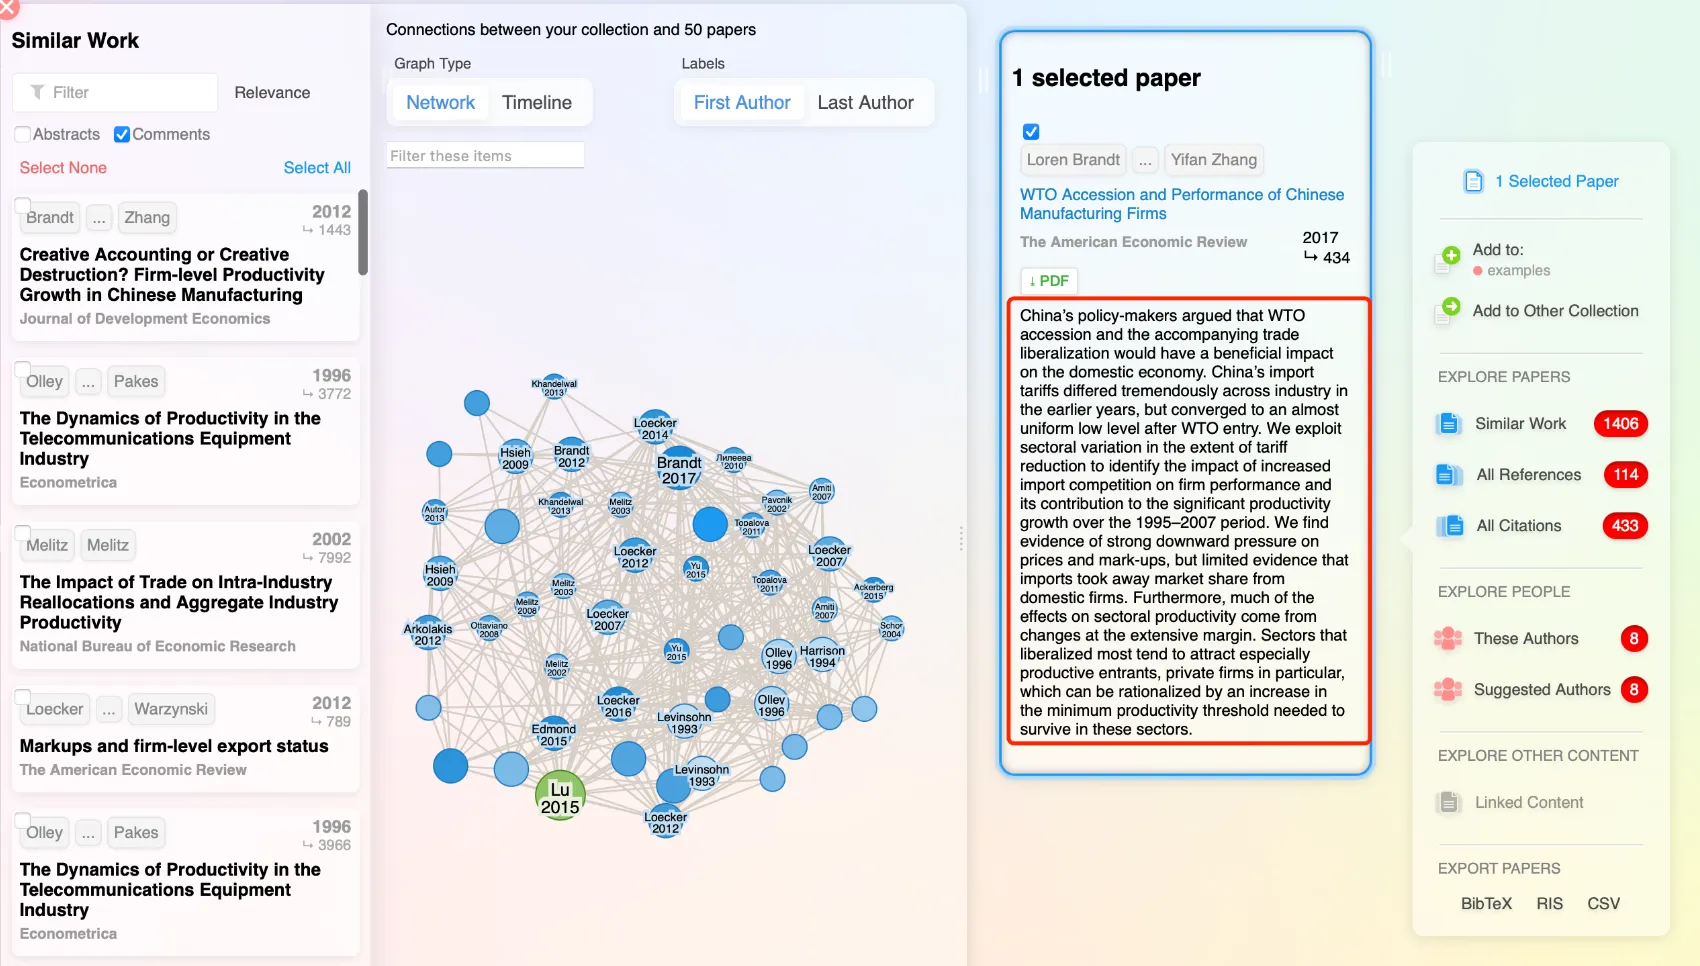 Similar Work
Filter
Relevance
Abstracts
Comments
Select None
Select All
Brandt
...
Zhang
2012
↳ 1443
Creative Accounting or Creative
Destruction? Firm-level Productivity
Growth in Chinese Manufacturing
Journal of Development Economics
Olley
...
Pakes
1996
↳ 3772
The Dynamics of Productivity in the
Telecommunications Equipment
Industry
Econometrica
Melitz
Melitz
2002
↳ 7992
The Impact of Trade on Intra-Industry
Reallocations and Aggregate Industry
Productivity
National Bureau of Economic Research
Loecker
...
Warzynski
2012
↳ 789
Markups and firm-level export status
The American Economic Review
Olley
...
Pakes
1996
↳ 3966
The Dynamics of Productivity in the
Telecommunications Equipment
Industry
Econometrica
Connections between your collection and 50 papers
Graph Type
Network
Timeline
Labels
First Author
Last Author
Filter these items
Khandelwal
2013
Loecker
2014
Hsieh
2009
Brandt
2012
Brandt
2017
Лилеева
2010
Amiti
2007
Autor
2013
Khandelwal
2013
Melitz
2003
Pavcnik
2002
Topalova
2011
Loecker
2012
Loecker
2007
Hsieh
2009
Yu
2015
Melitz
2003
Topalova
2011
Ackerberg
2015
Melitz
2008
Loecker
2007
Amiti
2007
Arkolakis
2012
Ottaviano
2008
Schor
2004
Yu
2015
Olley
1996
Harrison
1994
Melitz
2002
Loecker
2016
Olley
1996
Levinsohn
1993
Edmond
2015
Levinsohn
1993
Lu
2015
Loecker
2012
1 selected paper
Loren Brandt
...
Yifan Zhang
WTO Accession and Performance of Chinese
Manufacturing Firms
The American Economic Review
2017
↳ 434
↓ PDF
China’s policy-makers argued that WTO
accession and the accompanying trade
liberalization would have a beneficial impact
on the domestic economy. China’s import
tariffs differed tremendously across industry in
the earlier years, but converged to an almost
uniform low level after WTO entry. We exploit
sectoral variation in the extent of tariff
reduction to identify the impact of increased
import competition on firm performance and
its contribution to the significant productivity
growth over the 1995–2007 period. We find
evidence of strong downward pressure on
prices and mark-ups, but limited evidence that
imports took away market share from
domestic firms. Furthermore, much of the
effects on sectoral productivity come from
changes at the extensive margin. Sectors that
liberalized most tend to attract especially
productive entrants, private firms in particular,
which can be rationalized by an increase in
the minimum productivity threshold needed to
survive in these sectors.
1 Selected Paper
Add to:
examples
Add to Other Collection
EXPLORE PAPERS
Similar Work
1406
All References
114
All Citations
433
EXPLORE PEOPLE
These Authors
8
Suggested Authors
8
EXPLORE OTHER CONTENT
Linked Content
EXPORT PAPERS
BibTeX
RIS
CSV